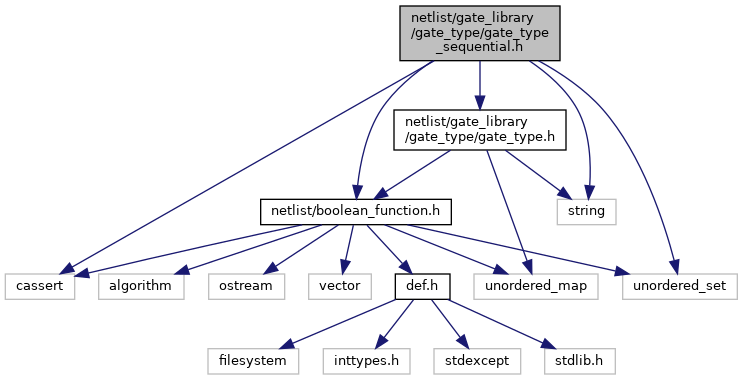 netlist/gate_library
/gate_type/gate_type
_sequential.h
netlist/gate_library
/gate_type/gate_type.h
netlist/boolean_function.h
string
cassert
algorithm
ostream
vector
def.h
unordered_map
unordered_set
filesystem
inttypes.h
stdexcept
stdlib.h